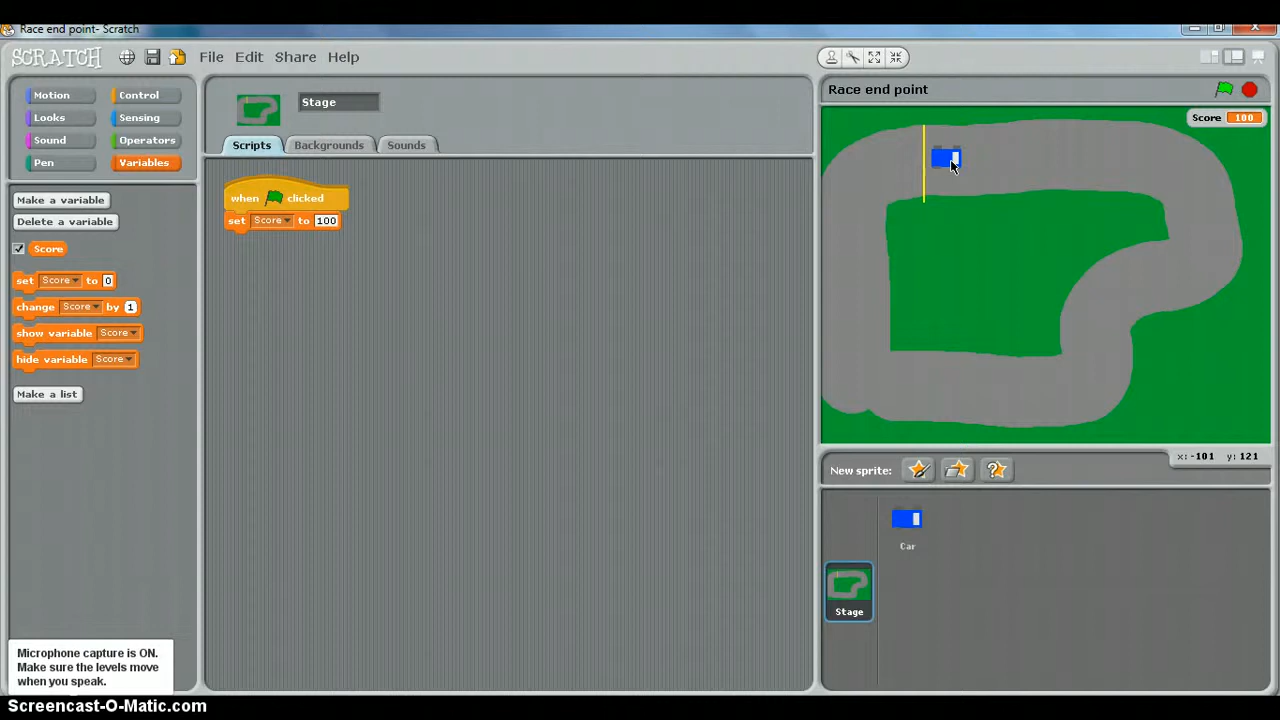 Race end point- Scratch
SCRATCH File Edit Share Help
Motion Control
Looks Sensing
Sound Operators
Pen Variables
Make a variable
Delete a variable
Score
set Score to 0
change Score by 1
show variable Score
hide variable Score
Make a list
Stage
Scripts Backgrounds Sounds
when clicked
set Score to 100
Race end point
Score 100
x: -101 y: 121
New sprite:
Car
Stage
Microphone capture is ON.
Make sure the levels move
when you speak.
Screencast-O-Matic.com